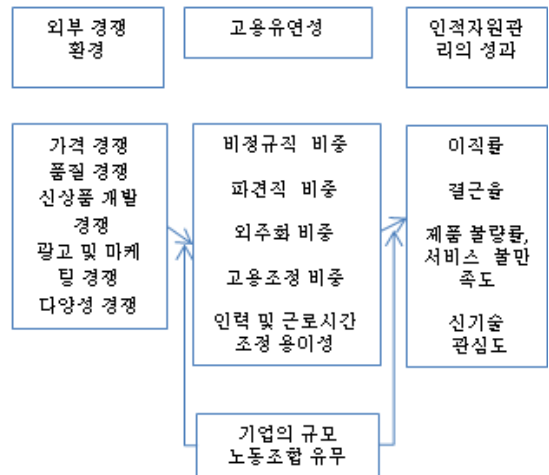 외부 경쟁
환경
고용유연성
인적자원관
리의 성과
가격 경쟁
품질 경쟁
신상품 개발
경쟁
광고 및 마케
팅 경쟁
다양성 경쟁
비정규직 비중
파견직 비중
외주화 비중
고용조정 비중
인력 및 근로시간
조정 용이성
이직률
결근율
제품 불량률,
서비스 불만
족도
신기술
관심도
기업의 규모
노동조합 유무